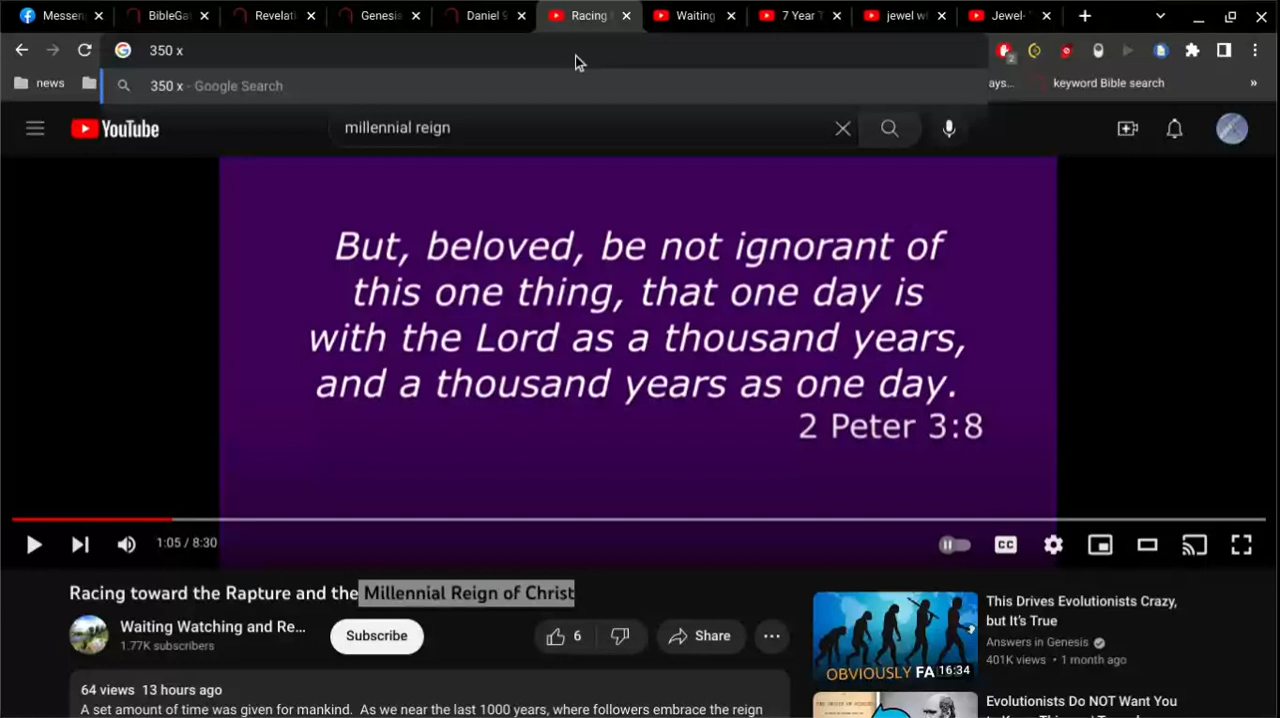 Messen
BibleGa
Revelati
Genesis
Daniel 9
Racing
Waiting
7 Year T
jewel w
Jewel-
350 x
2
news
350 x - Google Search
ays...
keyword Bible search
»
YouTube
millennial reign
But, beloved, be not ignorant of
this one thing, that one day is
with the Lord as a thousand years,
and a thousand years as one day.
2 Peter 3:8
1:05 / 8:30
CC
Racing toward the Rapture and the Millennial Reign of Christ
Waiting Watching and Re...
1.77K subscribers
Subscribe
6
Share
64 views 13 hours ago
A set amount of time was given for mankind. As we near the last 1000 years, where followers embrace the reign
OBVIOUSLY FA
16:34
This Drives Evolutionists Crazy,
but It's True
Answers in Genesis
401K views • 1 month ago
Evolutionists Do NOT Want You